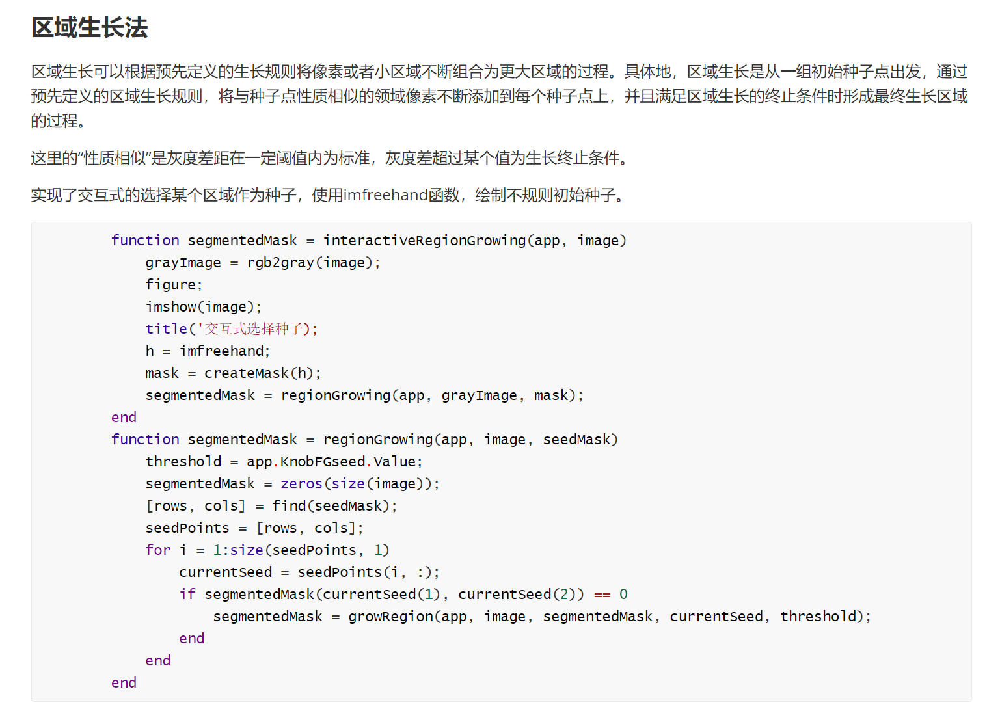 区域生长法
区域生长可以根据预先定义的生长规则将像素或者小区域不断组合为更大区域的过程。具体地，区域生长是从一组初始种子点出发，通过
预先定义的区域生长规则，将与种子点性质相似的领域像素不断添加到每个种子点上，并且满足区域生长的终止条件时形成最终生长区域
的过程。
这里的“性质相似”是灰度差距在一定阈值内为标准，灰度差超过某个值为生长终止条件。
实现了交互式的选择某个区域作为种子，使用imfreehand函数，绘制不规则初始种子。
function segmentedMask = interactiveRegionGrowing(app, image)
grayImage = rgb2gray(image);
figure;
imshow(image);
title('交互式选择种子);
h = imfreehand;
mask = createMask(h);
segmentedMask = regionGrowing(app, grayImage, mask);
end
function segmentedMask = regionGrowing(app, image, seedMask)
threshold = app.KnobFGseed.Value;
segmentedMask = zeros(size(image));
[rows, cols] = find(seedMask);
seedPoints = [rows, cols];
for i = 1:size(seedPoints, 1)
currentSeed = seedPoints(i, :);
if segmentedMask(currentSeed(1), currentSeed(2)) == 0
segmentedMask = growRegion(app, image, segmentedMask, currentSeed, threshold);
end
end
end